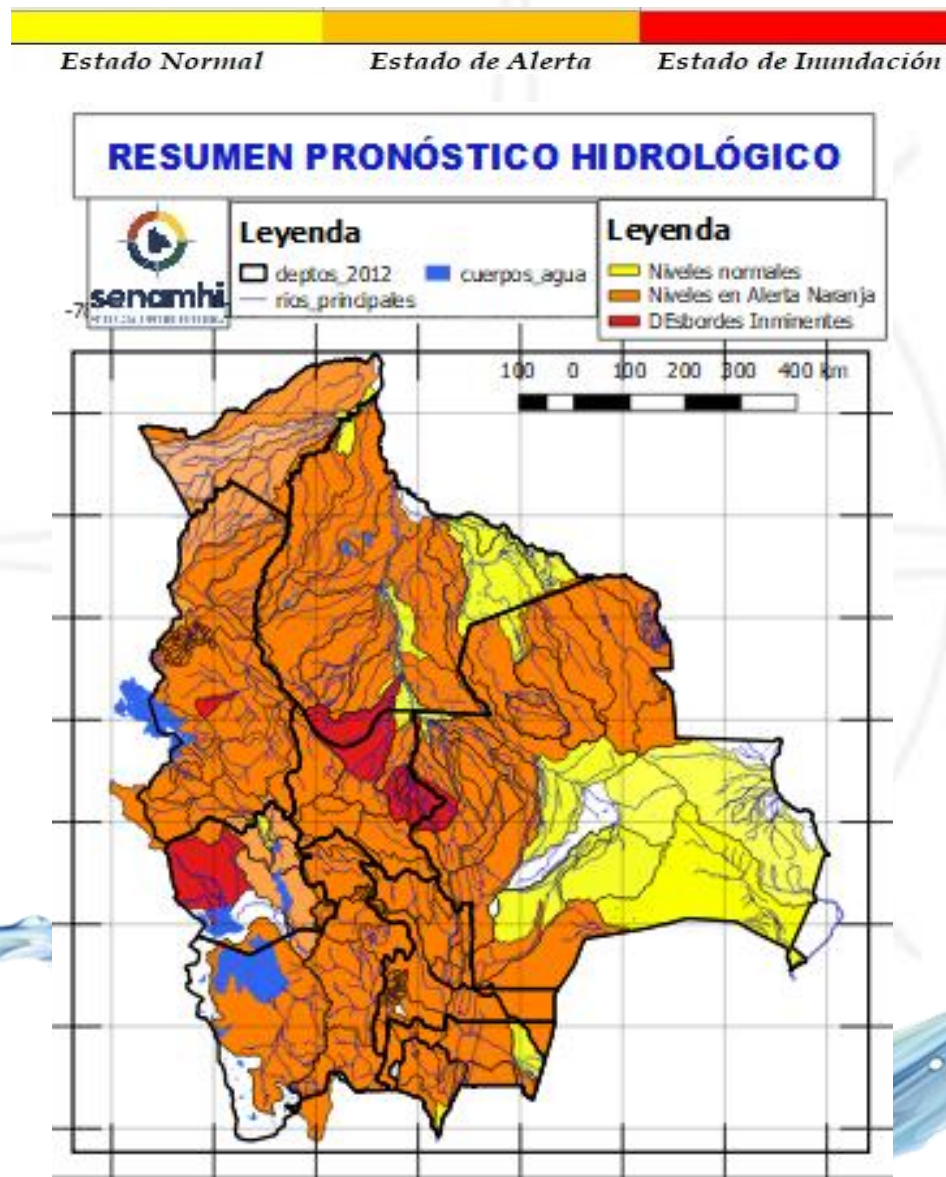 Estado Normal Estado de Alerta Estado de Inundación
RESUMEN PRONÓSTICO HIDROLÓGICO
senamhi
Leyenda
deptos_2012 cuerpos_agua
rios_principales
Leyenda
Niveles normales
Niveles en Alerta Naranja
DEsbordes Inminentes
100 0 100 200 300 400 km